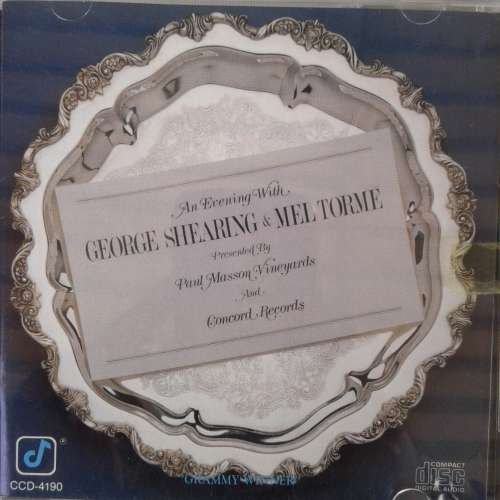 An Evening With
GEORGE SHEARING & MEL TORME
Presented By
Paul Masson Vineyards
And
Concord Records
GRAMMY WINNER
®
CCD-4190
COMPACT
disc
DIGITAL AUDIO